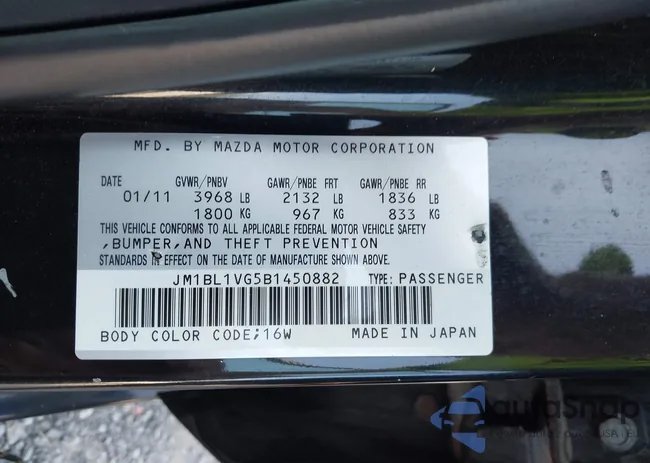 MFD. BY MAZDA MOTOR CORPORATION
DATE GVWR/PNBV GAWR/PNBE FRT GAWR/PNBE RR
01/11 3968 LB 2132 LB 1836 LB
1800 KG 967 KG 833 KG
THIS VEHICLE CONFORMS TO ALL APPLICABLE FEDERAL MOTOR VEHICLE SAFETY
,BUMPER,AND THEFT PREVENTION
STANDARDS IN EFFECT ON THE DATE OF MANUFACTURE SHOWN ABOVE.
JM1BL1VG5B1450882 TYPE: PASSENGER
BODY COLOR CODE;16W MADE IN JAPAN
AutoSnap